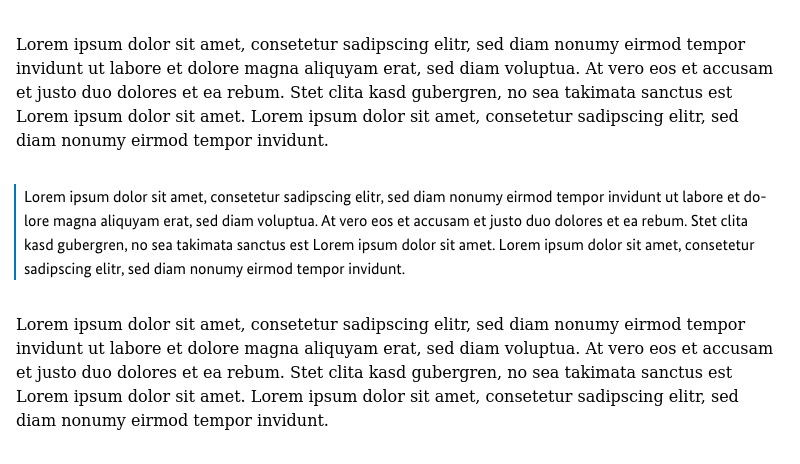 Lorem ipsum dolor sit amet, consetetur sadipscing elitr, sed diam nonumy eirmod tempor
invidunt ut labore et dolore magna aliquyam erat, sed diam voluptua. At vero eos et accusam
et justo duo dolores et ea rebum. Stet clita kasd gubergren, no sea takimata sanctus est
Lorem ipsum dolor sit amet. Lorem ipsum dolor sit amet, consetetur sadipscing elitr, sed
diam nonumy eirmod tempor invidunt.
Lorem ipsum dolor sit amet, consetetur sadipscing elitr, sed diam nonumy eirmod tempor invidunt ut labore et do-
lore magna aliquyam erat, sed diam voluptua. At vero eos et accusam et justo duo dolores et ea rebum. Stet clita
kasd gubergren, no sea takimata sanctus est Lorem ipsum dolor sit amet. Lorem ipsum dolor sit amet, consetetur
sadipscing elitr, sed diam nonumy eirmod tempor invidunt.
Lorem ipsum dolor sit amet, consetetur sadipscing elitr, sed diam nonumy eirmod tempor
invidunt ut labore et dolore magna aliquyam erat, sed diam voluptua. At vero eos et accusam
et justo duo dolores et ea rebum. Stet clita kasd gubergren, no sea takimata sanctus est
Lorem ipsum dolor sit amet. Lorem ipsum dolor sit amet, consetetur sadipscing elitr, sed
diam nonumy eirmod tempor invidunt.